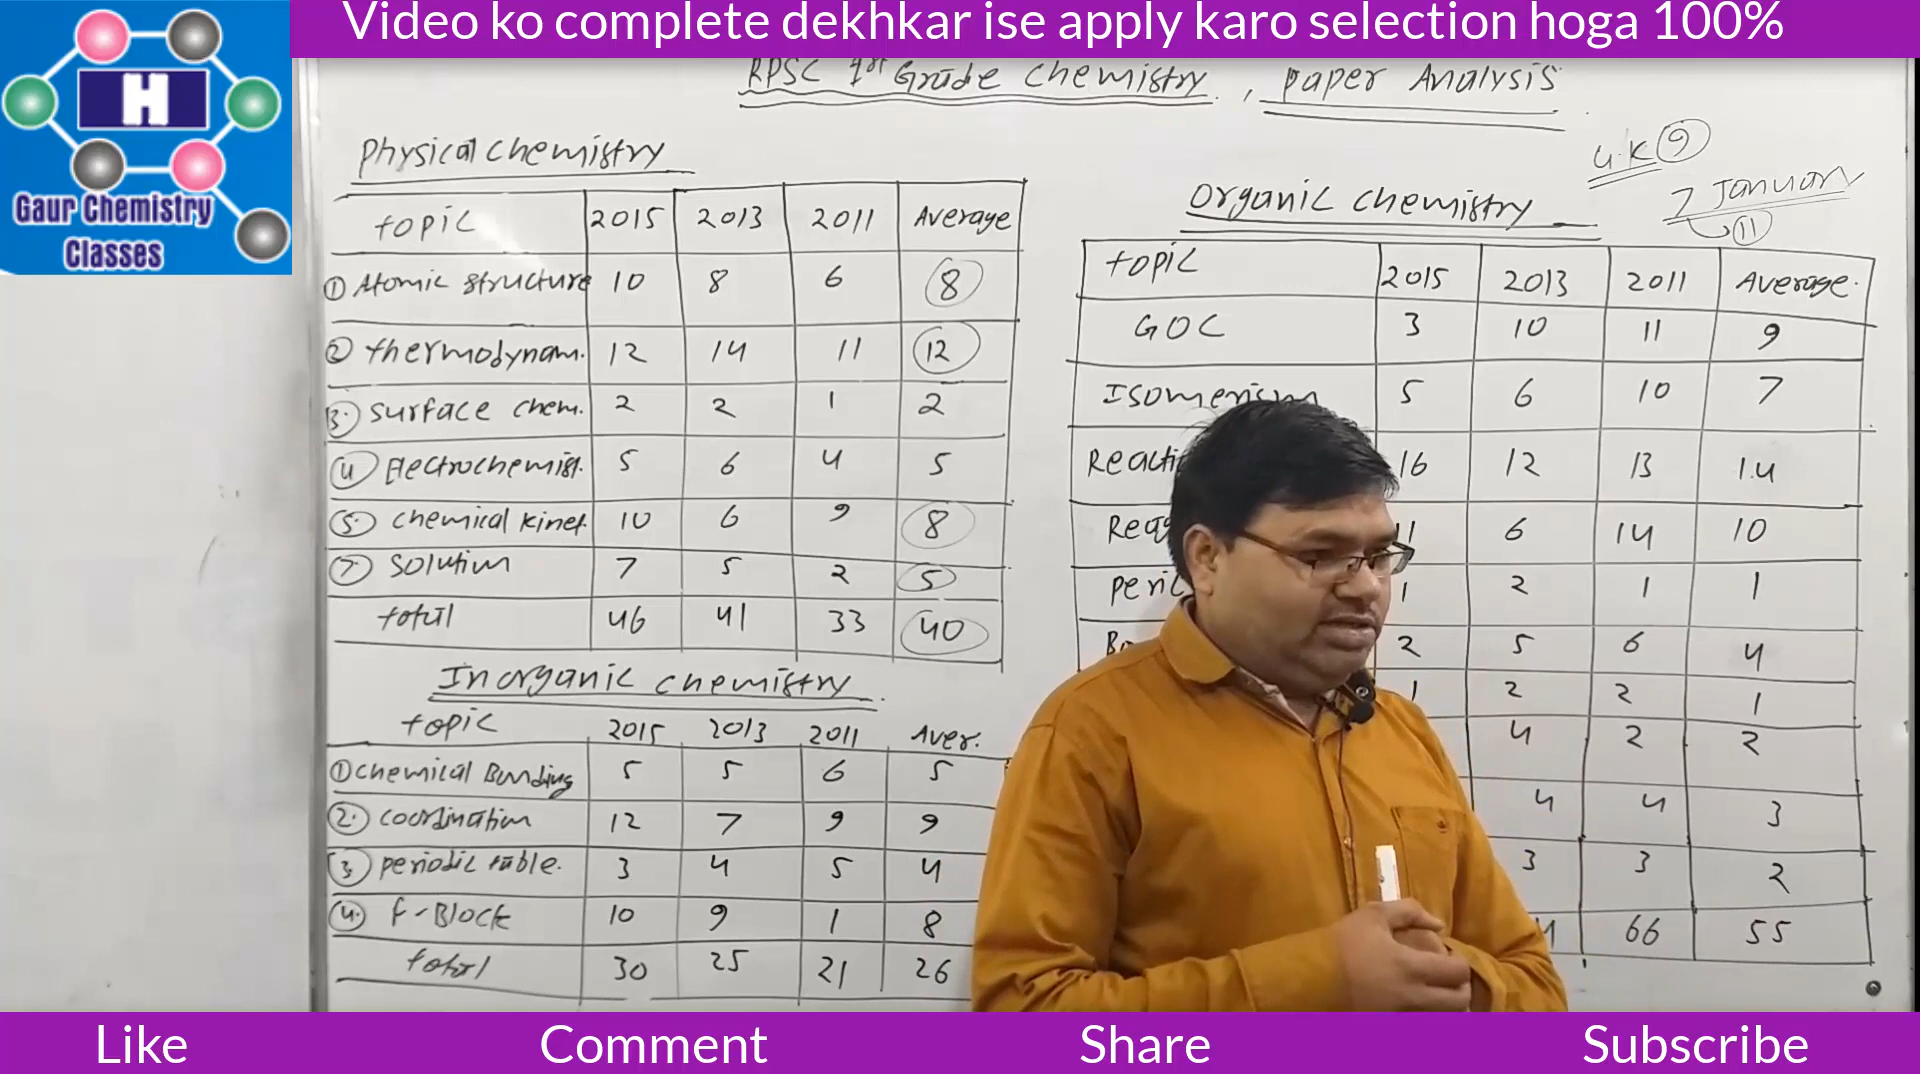 Video ko complete dekhkar ise apply karo selection hoga 100%
H
Gaur Chemistry
Classes
RPSC 1st Grade Chemistry, paper Analysis
Physical chemistry
topic 2015 2013 2011 Average
① Atomic structure 10 8 6 8
② thermodynam. 12 14 11 12
3. surface chem. 2 2 1 2
④ Electrochemist. 5 6 4 5
⑤ chemical kinet. 10 6 9 8
⑦ solution 7 5 2 5
total 46 41 33 40
Inorganic chemistry
topic 2015 2013 2011 Aver.
① chemical Bonding 5 5 6 5
②. coordination 12 7 9 9
③ periodic table. 3 4 5 4
④. f-Block 10 9 1 8
total 30 25 21 26
G.K ⑨
7 January
⑪
organic chemistry
topic 2015 2013 2011 Average.
GOC 3 10 11 9
Isomerism 5 6 10 7
16 12 13 14
11 6 14 10
1 2 1 1
2 5 6 4
1 2 2 1
4 2 2
4 4 3
3 3 2
66 55
Like Comment Share Subscribe